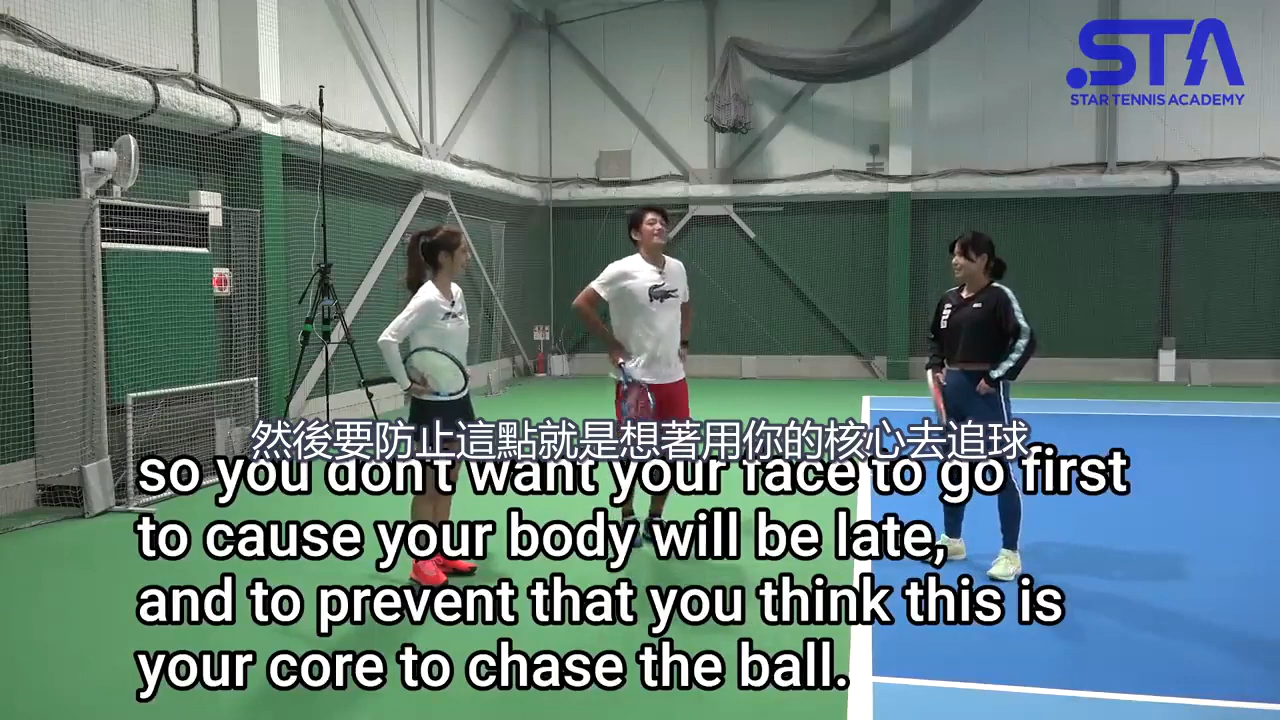 STA
STAR TENNIS ACADEMY
然後要防止這點就是想著用你的核心去追球
so you don't want your face to go first
to cause your body will be late,
and to prevent that you think this is
your core to chase the ball.